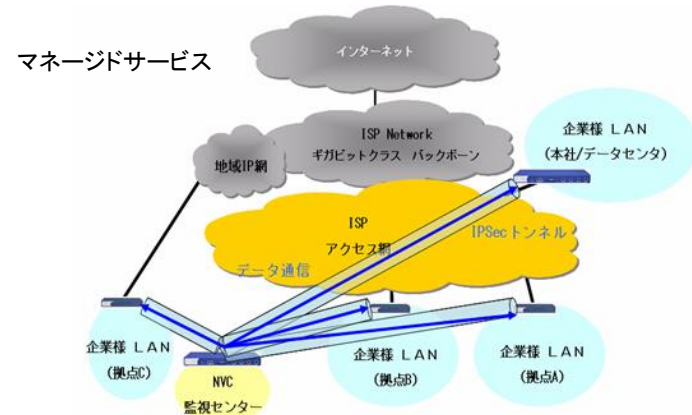 マネージドサービス
インターネット
ISP Network
ギガビットクラス バックボーン
地域IP網
企業様 LAN
(本社/データセンタ)
ISP
アクセス網
IPSecトンネル
データ通信
企業様 LAN
(拠点C)
NVC
監視センター
企業様 LAN
(拠点B)
企業様 LAN
(拠点A)